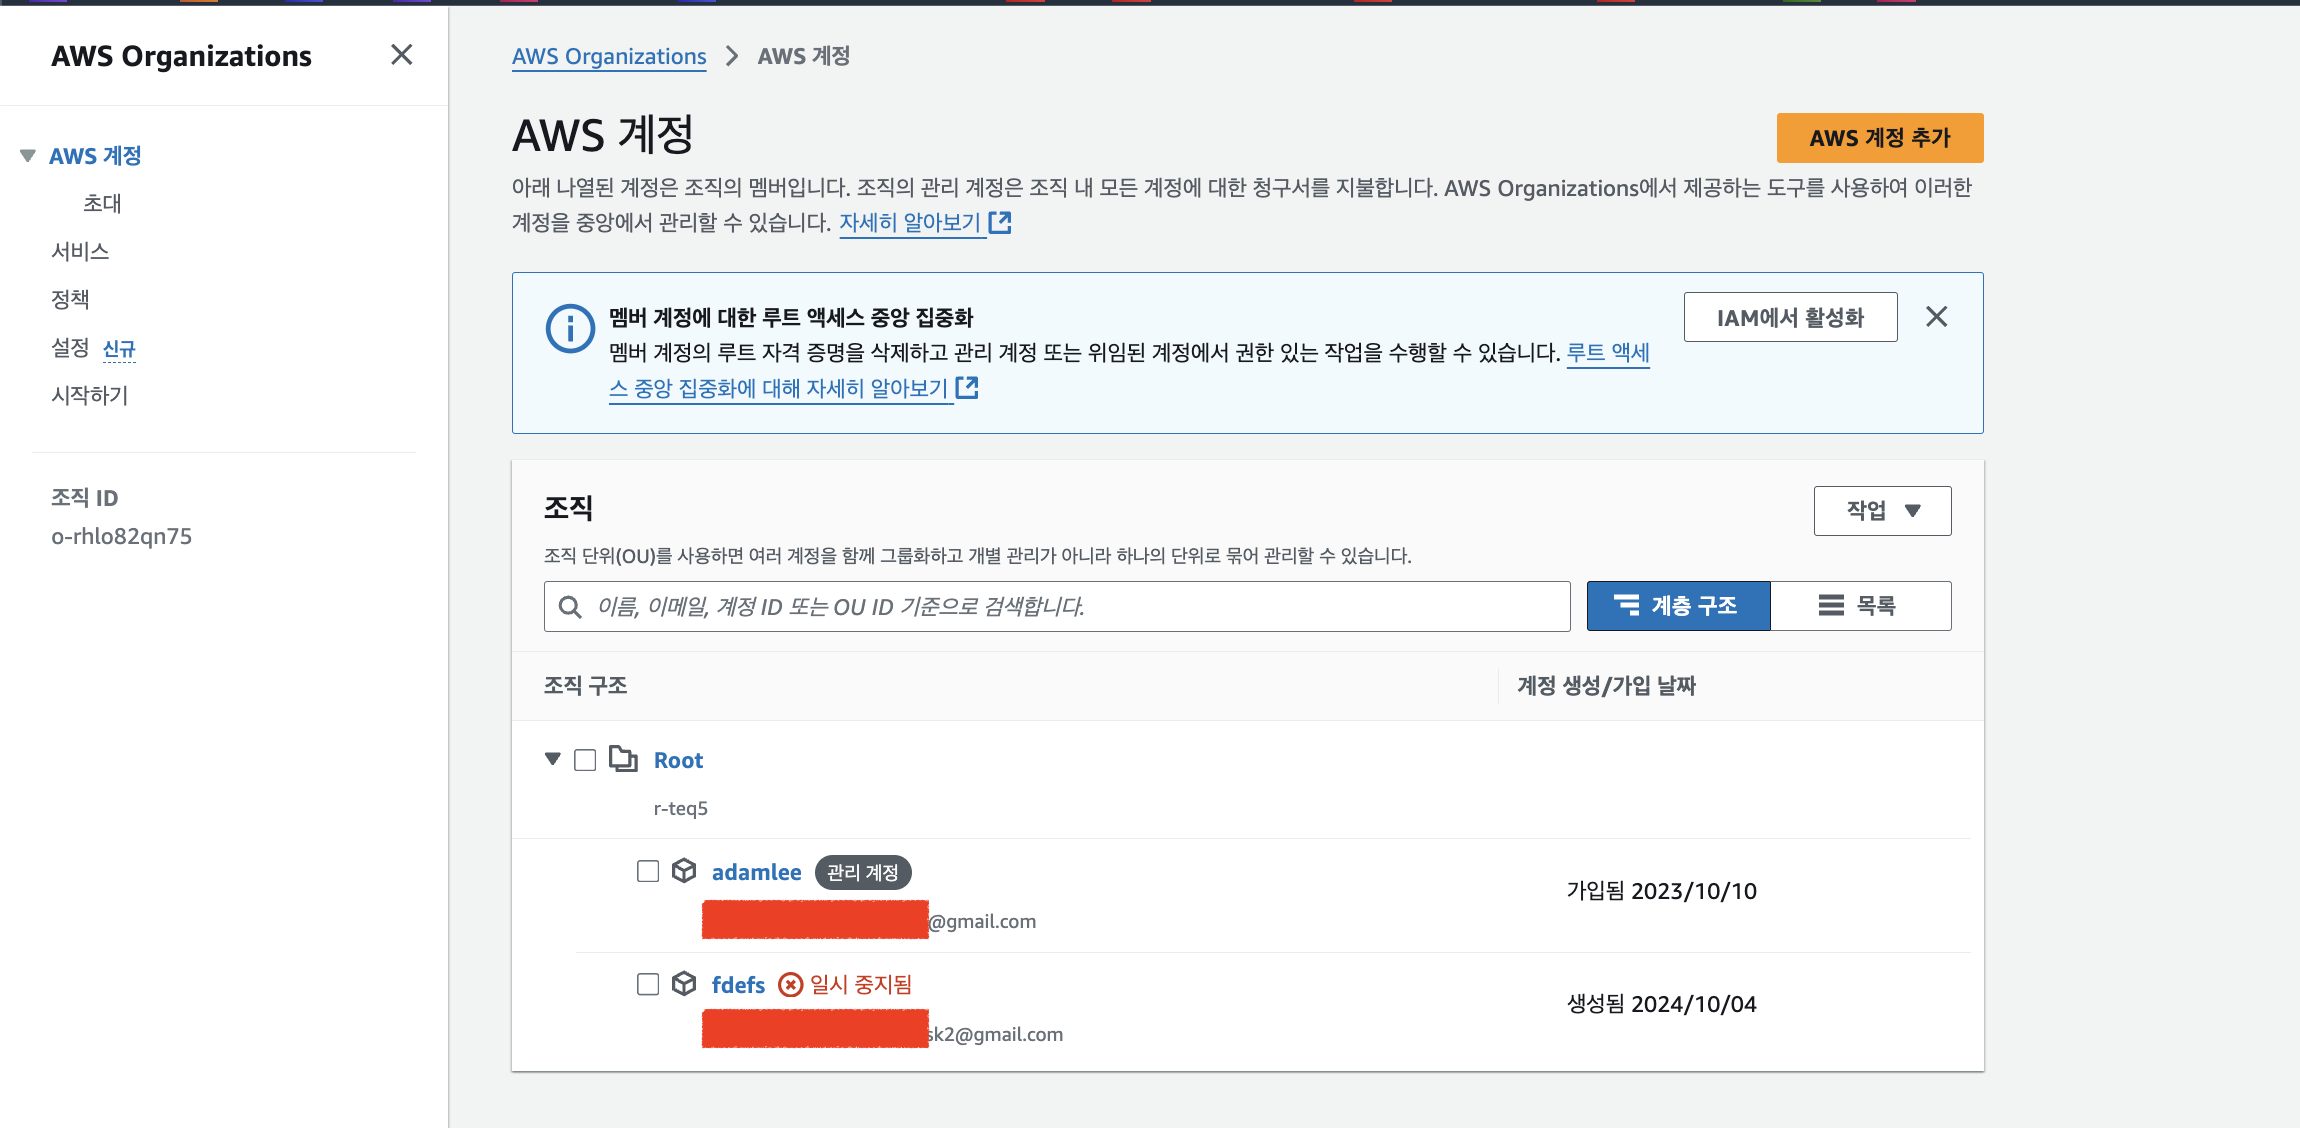 AWS Organizations
AWS 계정
초대
서비스
정책
설정 신규
시작하기
조직 ID
o-rhlo82qn75
AWS Organizations > AWS 계정
AWS 계정
AWS 계정 추가
아래 나열된 계정은 조직의 멤버입니다. 조직의 관리 계정은 조직 내 모든 계정에 대한 청구서를 지불합니다. AWS Organizations에서 제공하는 도구를 사용하여 이러한
계정을 중앙에서 관리할 수 있습니다. 자세히 알아보기
멤버 계정에 대한 루트 액세스 중앙 집중화
멤버 계정의 루트 자격 증명을 삭제하고 관리 계정 또는 위임된 계정에서 권한 있는 작업을 수행할 수 있습니다. 루트 액세
스 중앙 집중화에 대해 자세히 알아보기
IAM에서 활성화
조직
작업
조직 단위(OU)를 사용하면 여러 계정을 함께 그룹화하고 개별 관리가 아니라 하나의 단위로 묶어 관리할 수 있습니다.
이름, 이메일, 계정 ID 또는 OU ID 기준으로 검색합니다.
계층 구조
목록
조직 구조
계정 생성/가입 날짜
Root
r-teq5
adamlee 관리 계정
@gmail.com
가입됨 2023/10/10
fdefs 일시 중지됨
sk2@gmail.com
생성됨 2024/10/04